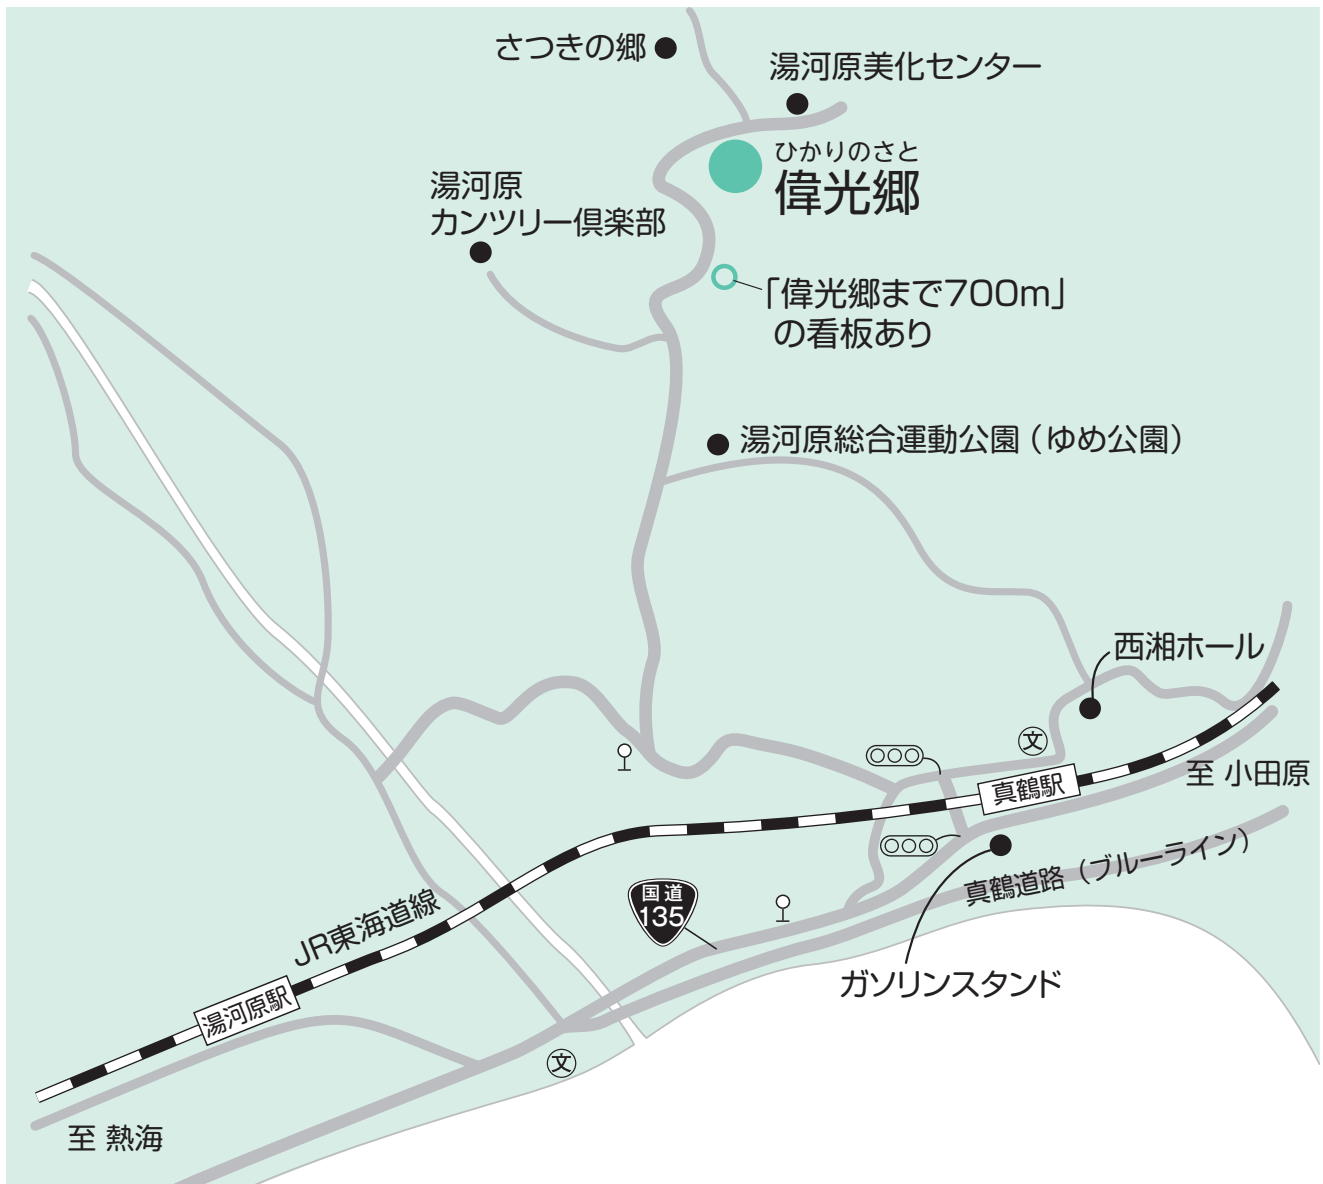 さつきの郷
湯河原美化センター
ひかりのさと
偉光郷
湯河原
カンツリー倶楽部
「偉光郷まで700m」
の看板あり
湯河原総合運動公園（ゆめ公園）
西湘ホール
文
真鶴駅
至 小田原
真鶴道路（ブルーライン）
国道
135
JR東海道線
ガソリンスタンド
湯河原駅
文
至 熱海